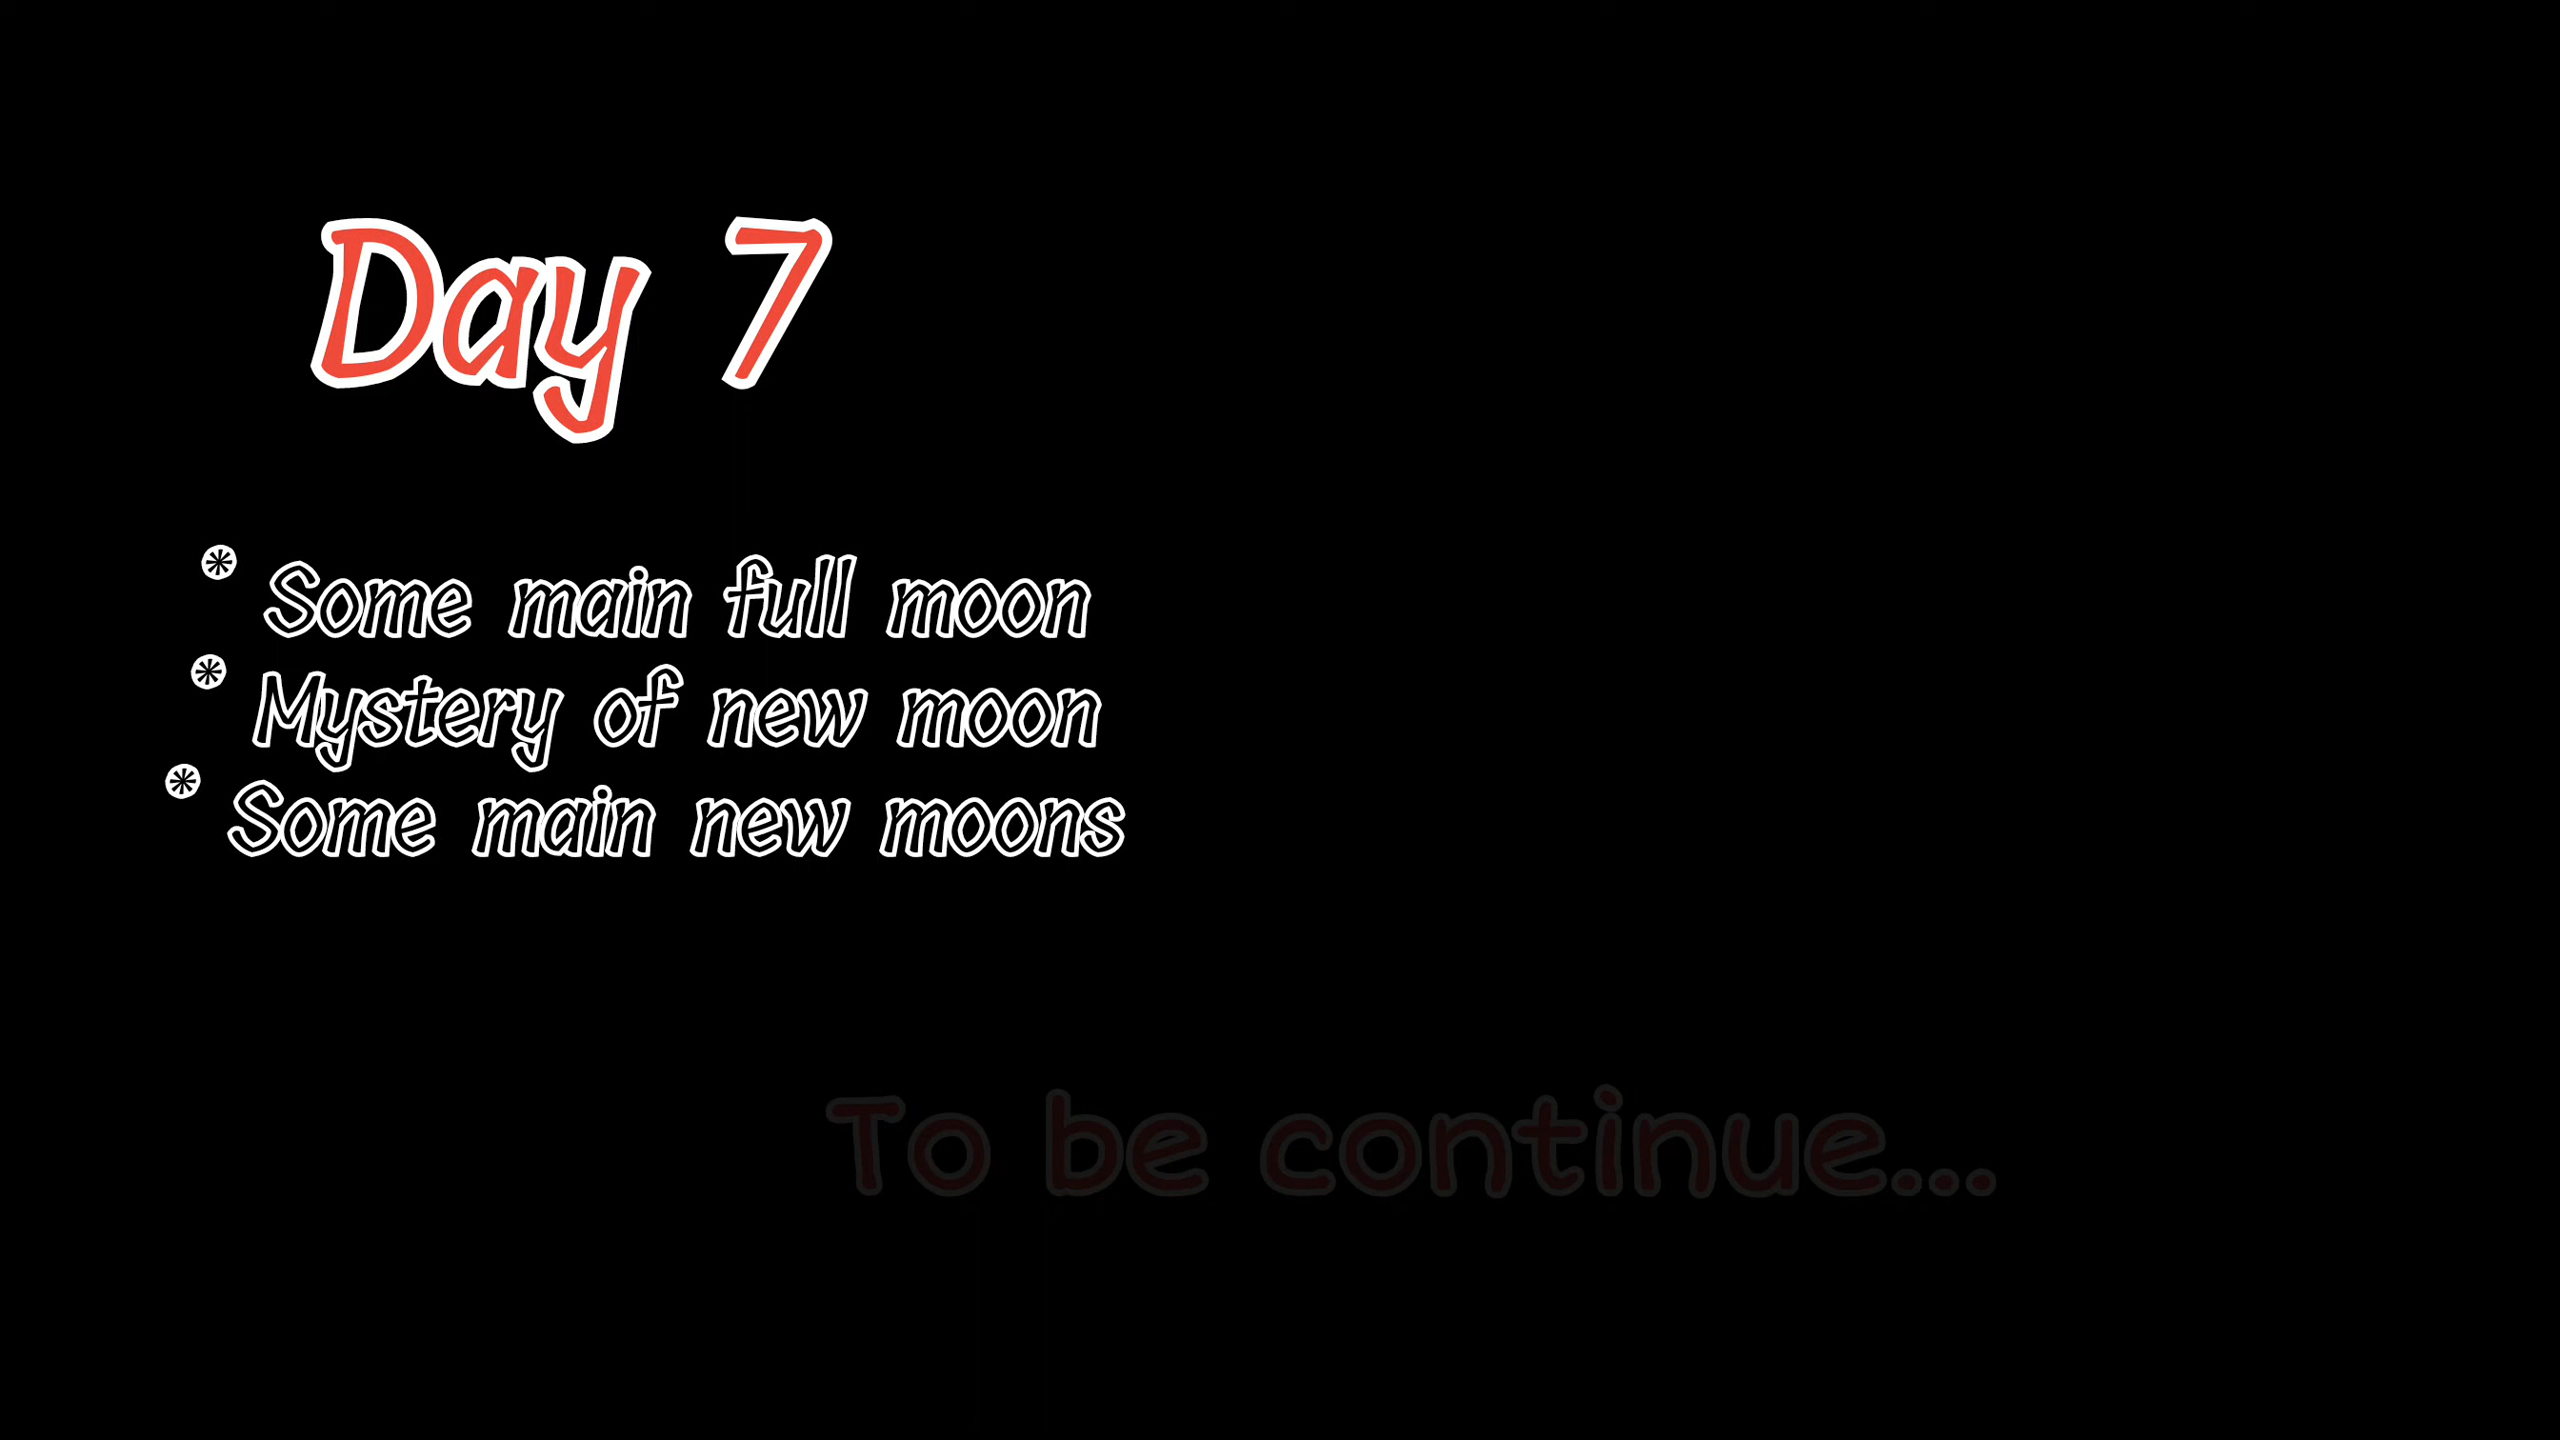 Day 7
* Some main full moon
* Mystery of new moon
* Some main new moons
To be continue...